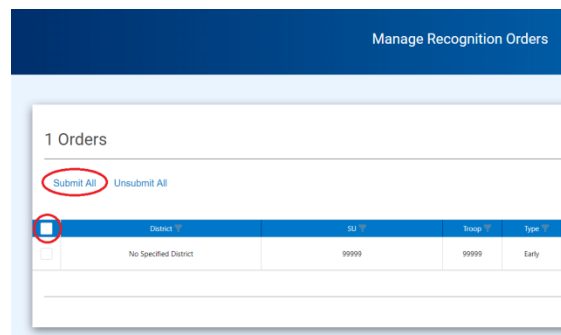 Manage Recognition Orders
1 Orders
Submit All Unsubmit All
District SU Troop Type
No Specified District 99999 99999 Early